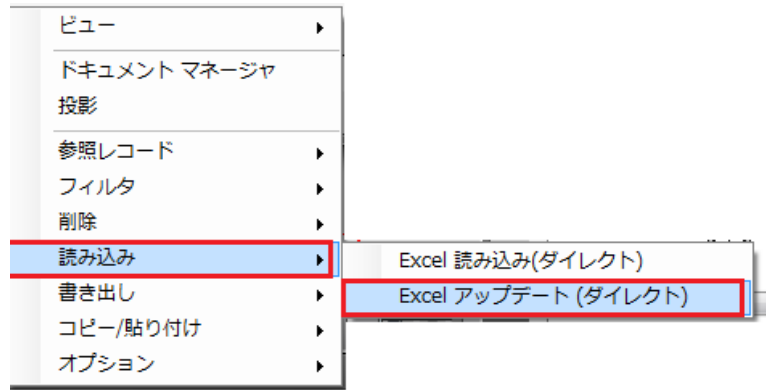 ビュー
ドキュメント マネージャ
投影
参照レコード
フィルタ
削除
読み込み
書き出し
コピー/貼り付け
オプション
Excel 読み込み(ダイレクト)
Excel アップデート (ダイレクト)